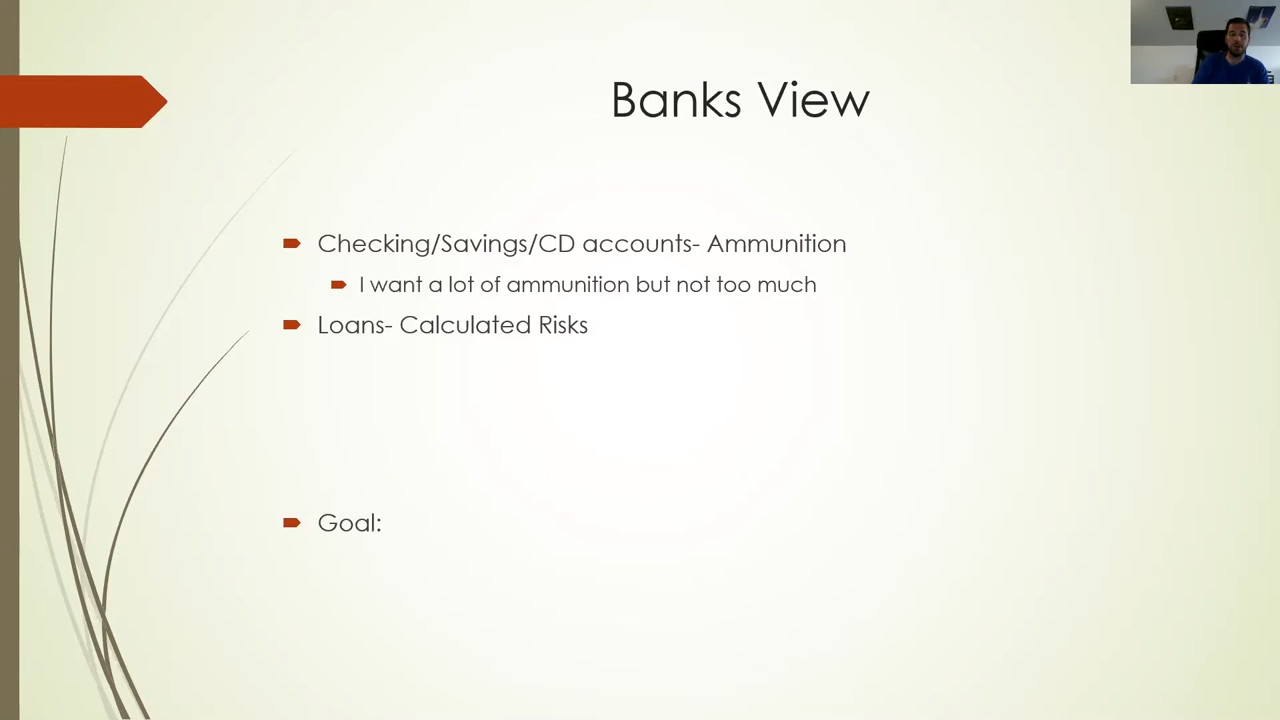 Banks View
Checking/Savings/CD accounts- Ammunition
I want a lot of ammunition but not too much
Loans- Calculated Risks
Goal: